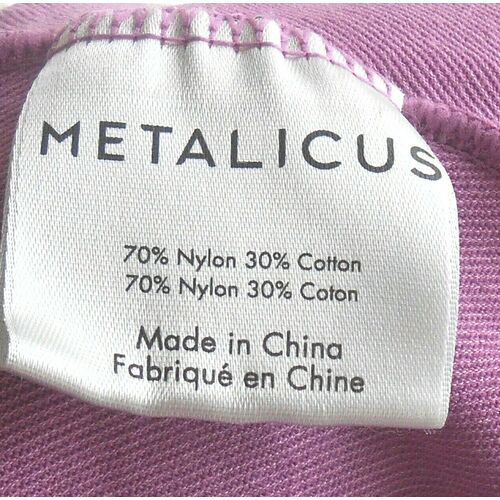 METALICUS
70% Nylon 30% Cotton
70% Nylon 30% Coton
Made in China
Fabriqué en Chine